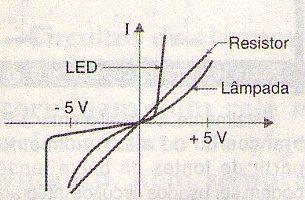 I
Resistor
LED
Lâmpada
- 5 V
+ 5 V